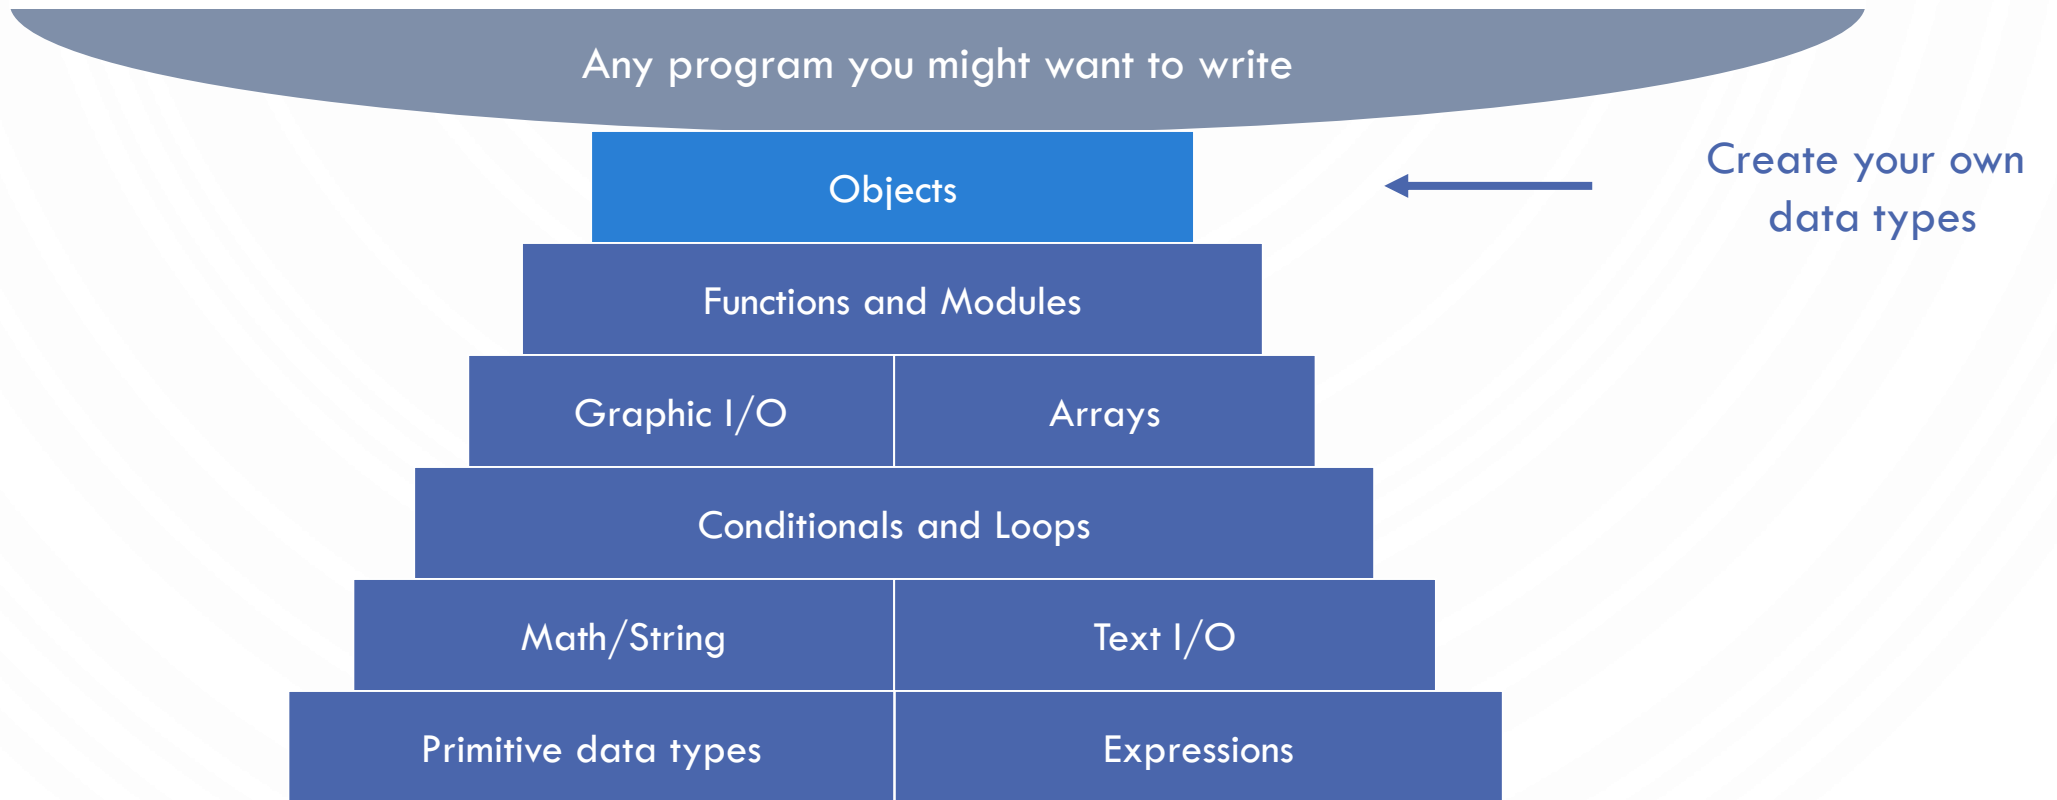 Any program you might want to write
Objects
Create your own
data types
Functions and Modules
Graphic I/O
Arrays
Conditionals and Loops
Math/String
Text I/O
Primitive data types
Expressions